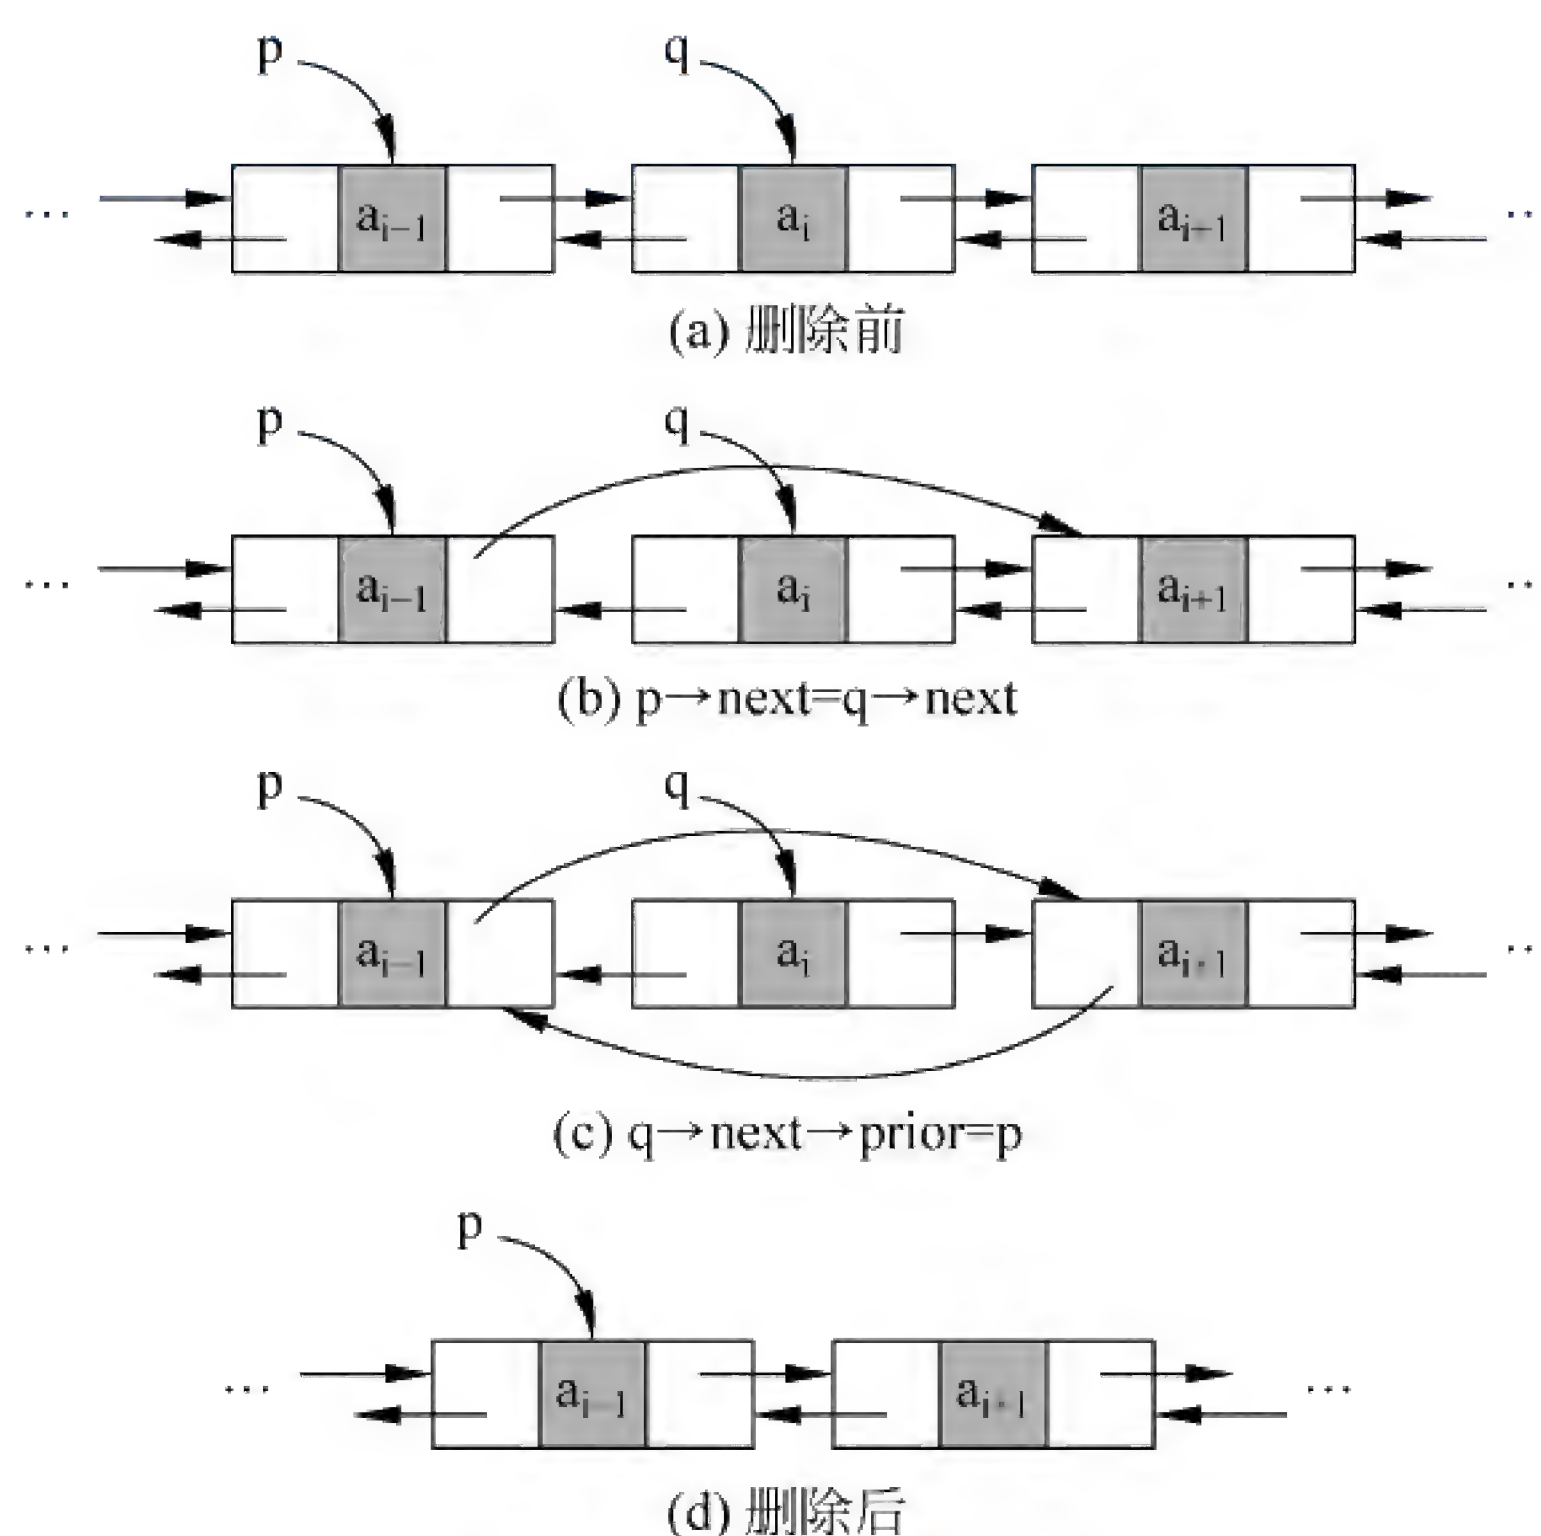 p q
… a_{i−1} a_i a_{i+1} ‥
(a) 删除前
p q
… a_{i−1} a_i a_{i+1} ‥
(b) p→next=q→next
p q
… a_{i−1} a_i a_{i·1} ‥
(c) q→next→prior=p
p
… a_{i−1} a_{i·1} …
(d) 删除后